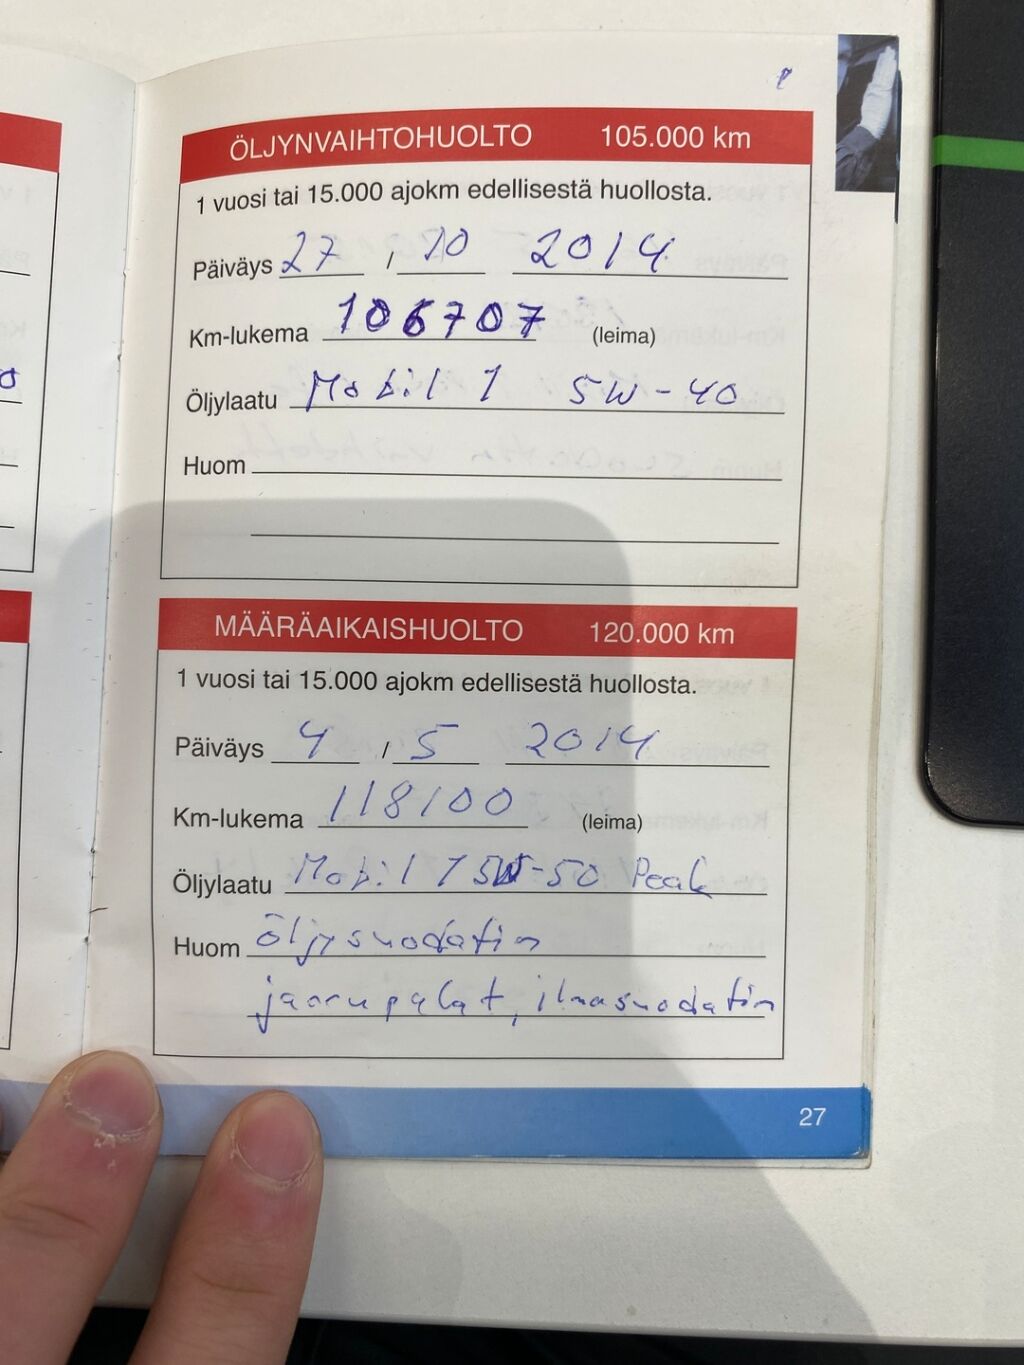 ÖLJYNVAIHTOHUOLTO 105.000 km
1 vuosi tai 15.000 ajokm edellisestä huollosta.
Päiväys 27 / 10 2014
Km-lukema 106707 (leima)
Öljylaatu Mobil 1 5W-40
Huom
MÄÄRÄAIKAISHUOLTO 120.000 km
1 vuosi tai 15.000 ajokm edellisestä huollosta.
Päiväys 4 / 5 2014
Km-lukema 118100 (leima)
Öljylaatu Mobil 1 5W-50 Peak
Huom öljysuodatin
jarrupalat, ilmasuodatin
27